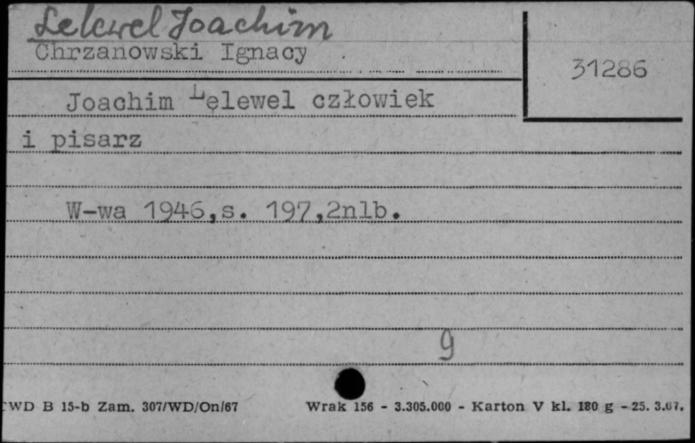 Lelewel Joachim
Chrzanowski Ignacy
31286
Joachim Lęlewel człowiek
i pisarz
W-wa 1946,s. 197,2nlb.
9
WD B 15-b Zam. 307/WD/On/67 Wrak 156 - 3.305.000 - Karton V kl. 180 g - 25. 3.67.